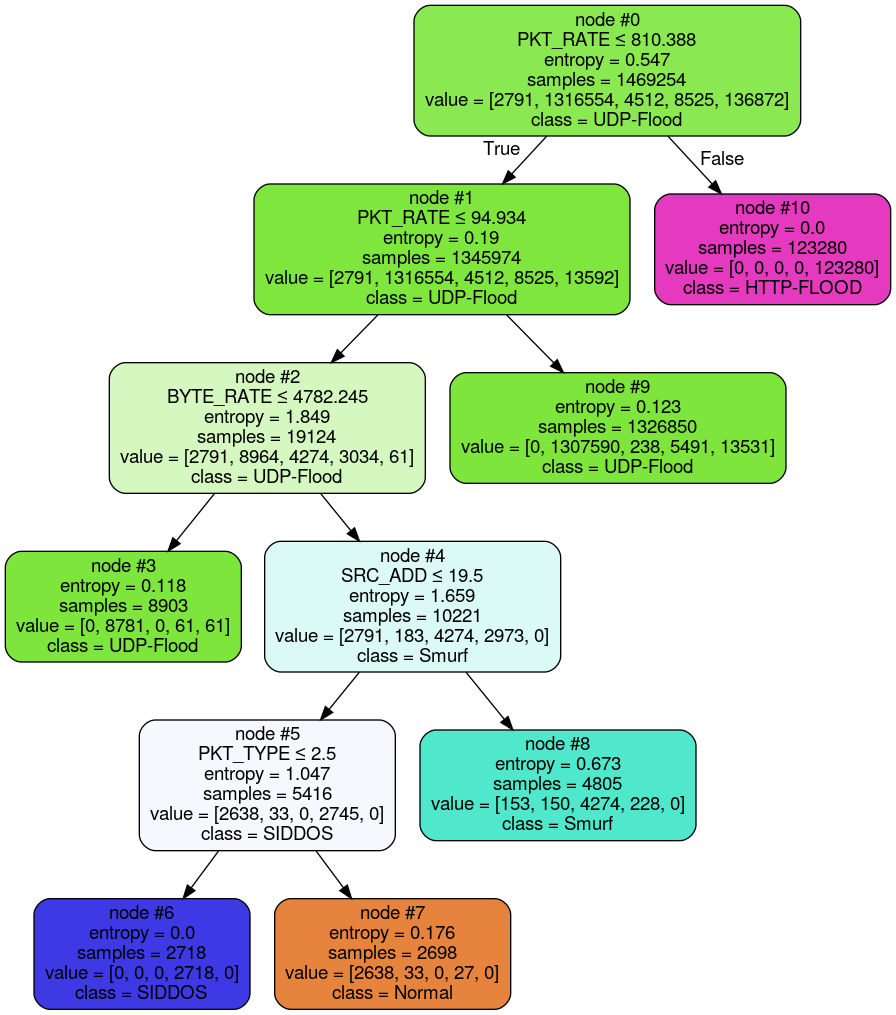 node #0
PKT_RATE ≤ 810.388
entropy = 0.547
samples = 1469254
value = [2791, 1316554, 4512, 8525, 136872]
class = UDP-Flood
True
False
node #1
PKT_RATE ≤ 94.934
entropy = 0.19
samples = 1345974
value = [2791, 1316554, 4512, 8525, 13592]
class = UDP-Flood
node #10
entropy = 0.0
samples = 123280
value = [0, 0, 0, 0, 123280]
class = HTTP-FLOOD
node #2
BYTE_RATE ≤ 4782.245
entropy = 1.849
samples = 19124
value = [2791, 8964, 4274, 3034, 61]
class = UDP-Flood
node #9
entropy = 0.123
samples = 1326850
value = [0, 1307590, 238, 5491, 13531]
class = UDP-Flood
node #3
entropy = 0.118
samples = 8903
value = [0, 8781, 0, 61, 61]
class = UDP-Flood
node #4
SRC_ADD ≤ 19.5
entropy = 1.659
samples = 10221
value = [2791, 183, 4274, 2973, 0]
class = Smurf
node #5
PKT_TYPE ≤ 2.5
entropy = 1.047
samples = 5416
value = [2638, 33, 0, 2745, 0]
class = SIDDOS
node #8
entropy = 0.673
samples = 4805
value = [153, 150, 4274, 228, 0]
class = Smurf
node #6
entropy = 0.0
samples = 2718
value = [0, 0, 0, 2718, 0]
class = SIDDOS
node #7
entropy = 0.176
samples = 2698
value = [2638, 33, 0, 27, 0]
class = Normal